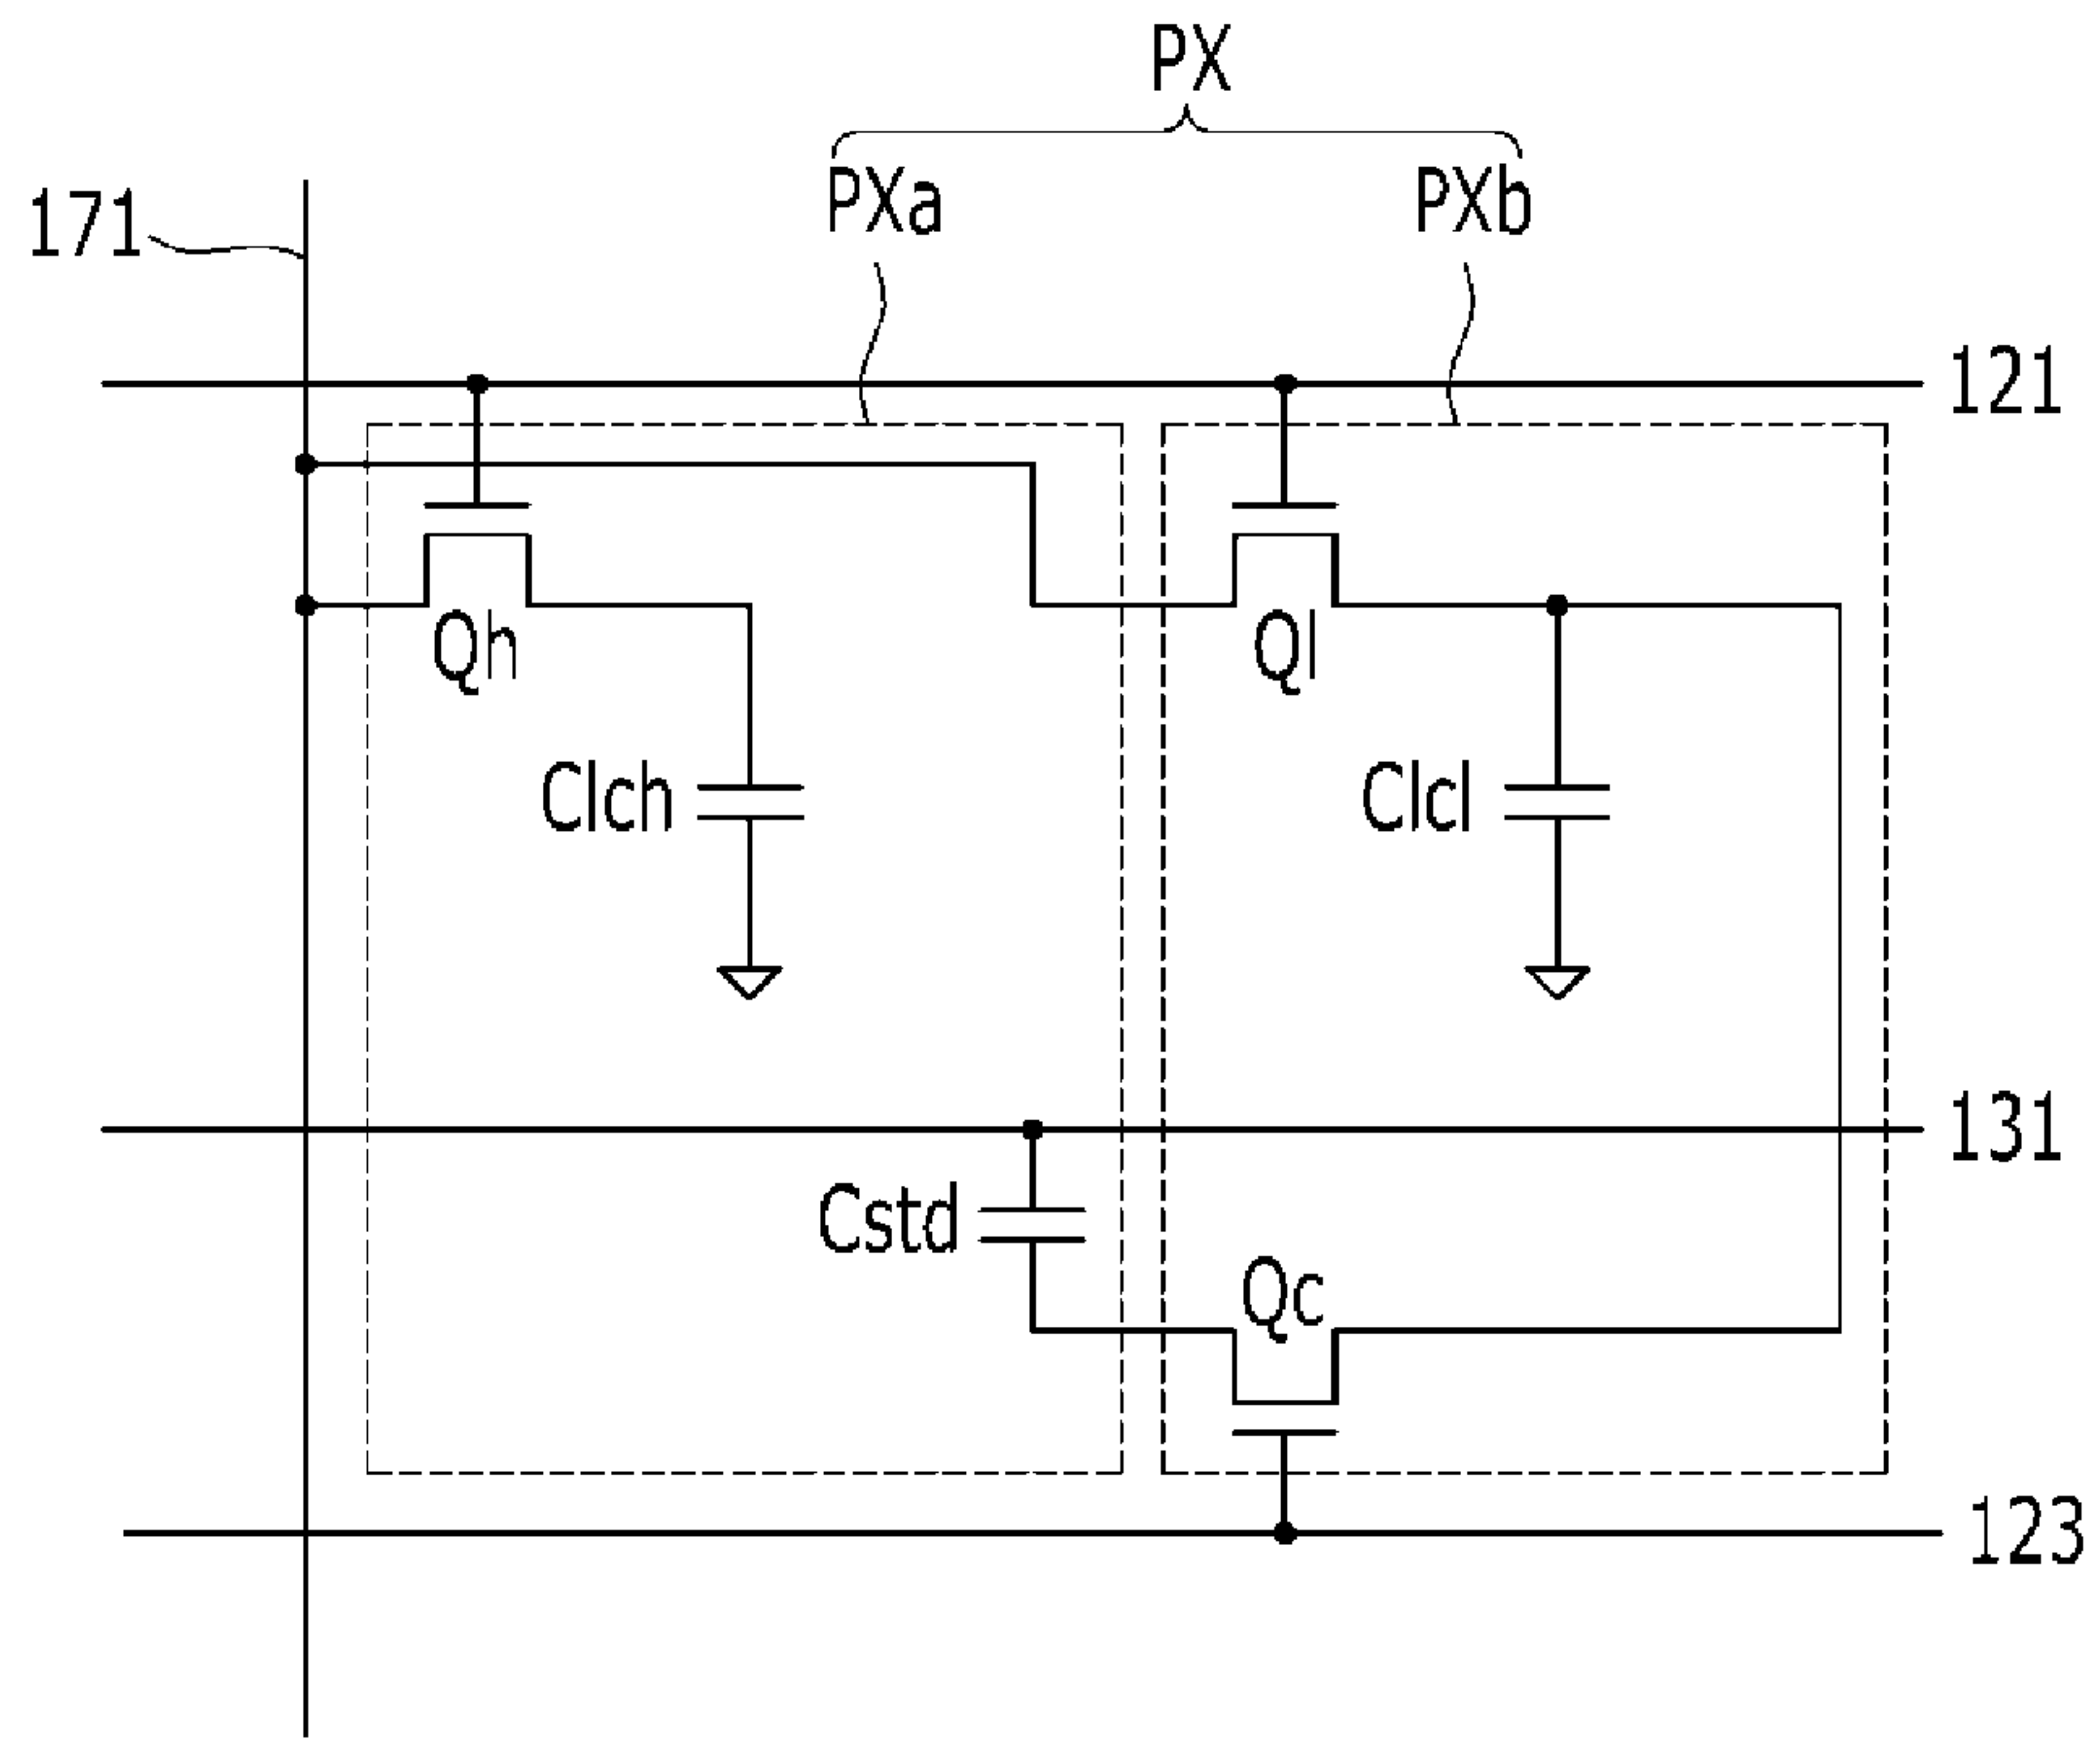 PX
PXa PXb
171
121
Qh Ql
Clch Clcl
131
Cstd
Qc
123